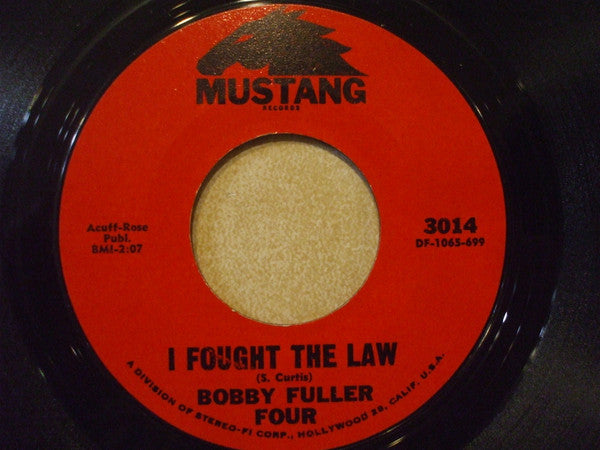 MUSTANG
RECORDS
Acuff-Rose
Publ.
BMI-2:07
3014
DF-1065-699
I FOUGHT THE LAW
(S. Curtis)
BOBBY FULLER
FOUR
A DIVISION OF STEREO-FI CORP., HOLLYWOOD 28, CALIF. U.S.A.